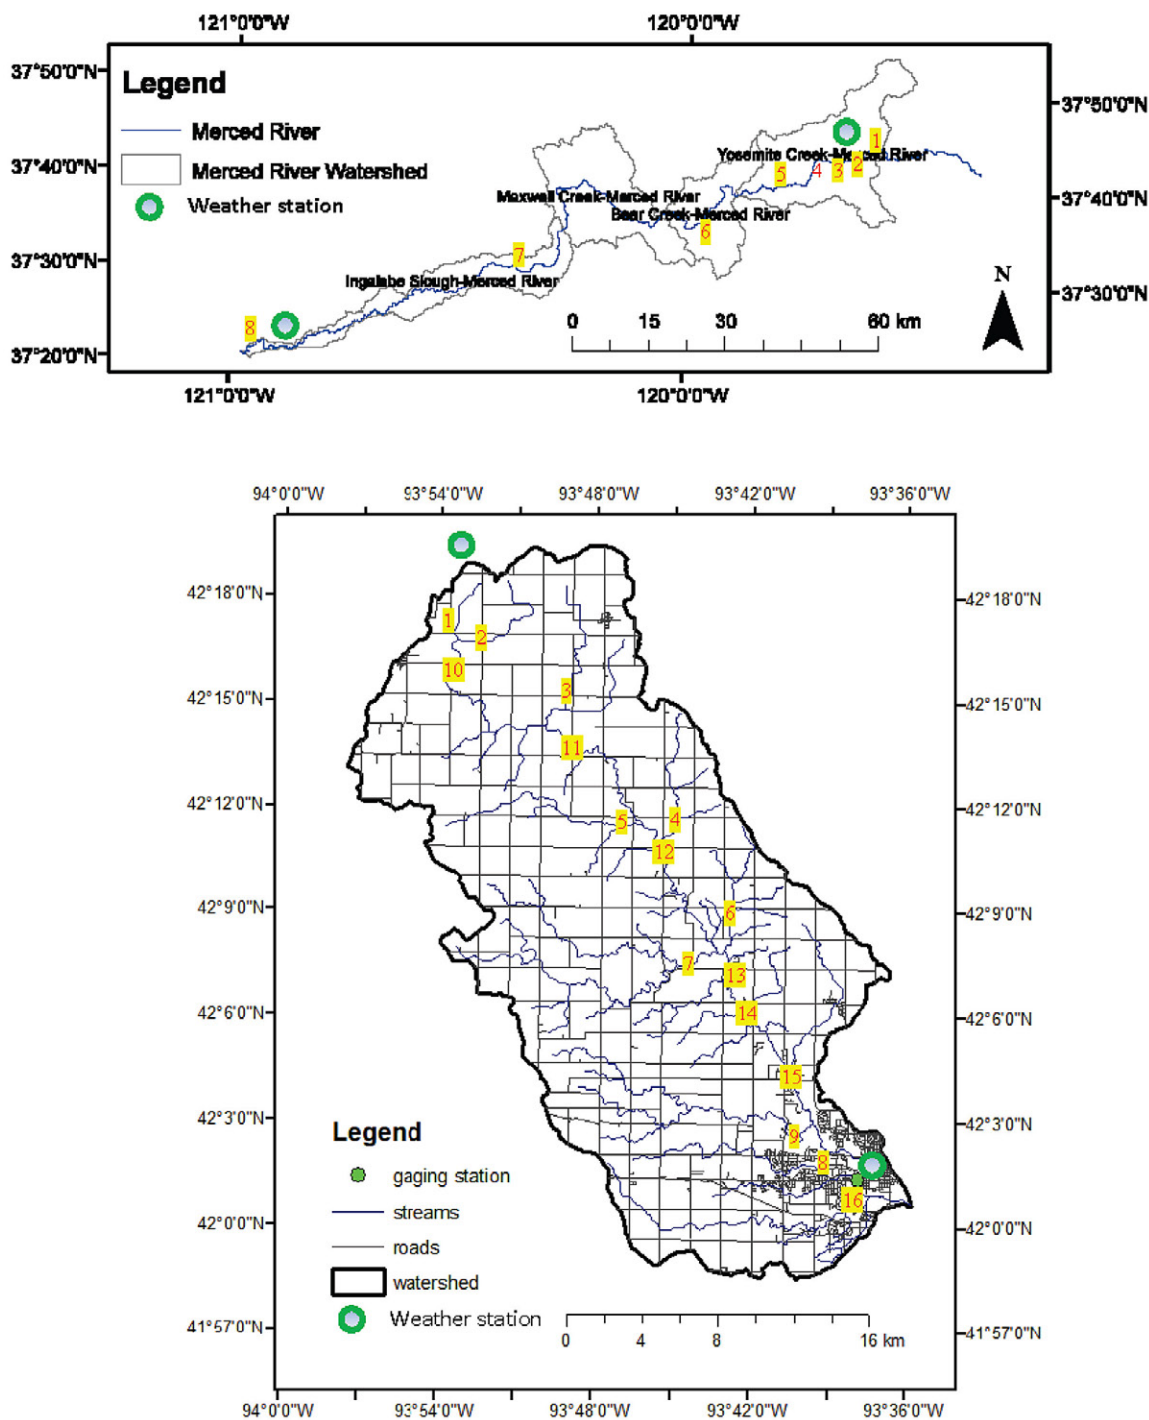 121°0'0"W 120°0'0"W
37°50'0"N
Legend
37°50'0"N
Merced River
1
Yosemite Creek-Merced River
37°40'0"N
Merced River Watershed
5 4 3 2
Maxwell Creek-Merced River
37°40'0"N
Weather station
Bear Creek-Merced River
6
7
37°30'0"N
Ingalsbe Slough-Merced River
N
37°30'0"N
8
0 15 30 60 km
37°20'0"N
121°0'0"W 120°0'0"W
94°0'0"W 93°54'0"W 93°48'0"W 93°42'0"W 93°36'0"W
42°18'0"N 42°18'0"N
1
2
10
3
42°15'0"N 42°15'0"N
11
42°12'0"N 42°12'0"N
5 4
12
42°9'0"N 6 42°9'0"N
7
13
42°6'0"N 14 42°6'0"N
15
42°3'0"N 42°3'0"N
Legend
9
8
gaging station
16
streams
42°0'0"N 42°0'0"N
roads
watershed
Weather station
41°57'0"N 41°57'0"N
0 4 8 16 km
94°0'0"W 93°54'0"W 93°48'0"W 93°42'0"W 93°36'0"W